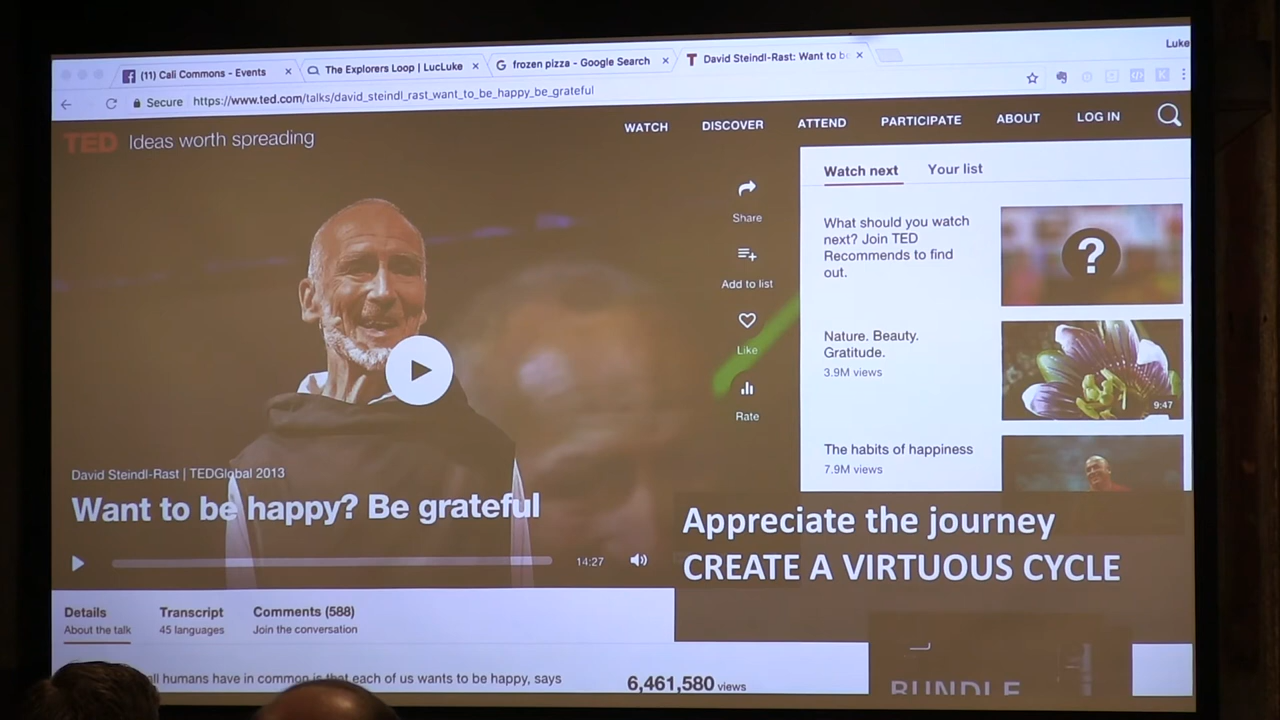 Luke
(11) Cali Commons - Events
The Explorers Loop | LucLuke
frozen pizza - Google Search
David Steindl-Rast: Want to be
Secure
https://www.ted.com/talks/david_steindl_rast_want_to_be_happy_be_grateful
TED Ideas worth spreading
WATCH DISCOVER ATTEND PARTICIPATE ABOUT LOG IN
Share
Add to list
Like
Rate
Watch next Your list
What should you watch
next? Join TED
Recommends to find
out.
?
Nature. Beauty.
Gratitude.
3.9M views
9:47
The habits of happiness
7.9M views
David Steindl-Rast | TEDGlobal 2013
Want to be happy? Be grateful
14:27
Appreciate the journey
CREATE A VIRTUOUS CYCLE
Details Transcript Comments (588)
About the talk 45 languages Join the conversation
humans have in common is that each of us wants to be happy, says
6,461,580 views
BUNDLE